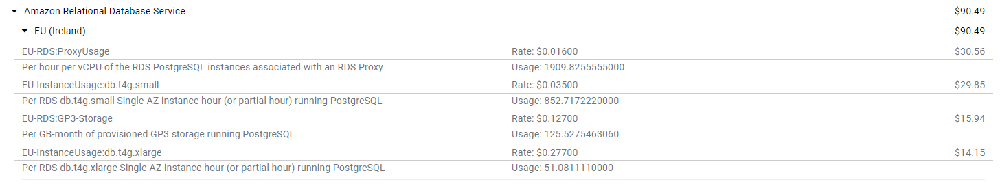 Amazon Relational Database Service $90.49
EU (Ireland) $90.49
EU-RDS:ProxyUsage Rate: $0.01600 $30.56
Per hour per vCPU of the RDS PostgreSQL instances associated with an RDS Proxy Usage: 1909.8255555000
EU-InstanceUsage:db.t4g.small Rate: $0.03500 $29.85
Per RDS db.t4g.small Single-AZ instance hour (or partial hour) running PostgreSQL Usage: 852.7172220000
EU-RDS:GP3-Storage Rate: $0.12700 $15.94
Per GB-month of provisioned GP3 storage running PostgreSQL Usage: 125.5275463060
EU-InstanceUsage:db.t4g.xlarge Rate: $0.27700 $14.15
Per RDS db.t4g.xlarge Single-AZ instance hour (or partial hour) running PostgreSQL Usage: 51.0811110000